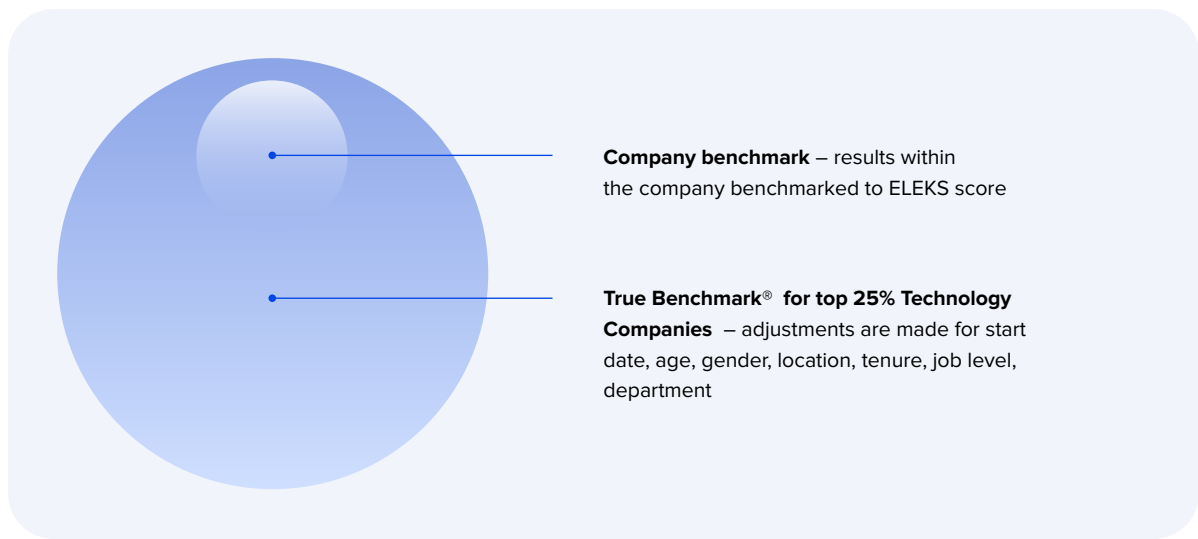 Company benchmark – results within
the company benchmarked to ELEKS score
True Benchmark® for top 25% Technology
Companies – adjustments are made for start
date, age, gender, location, tenure, job level,
department